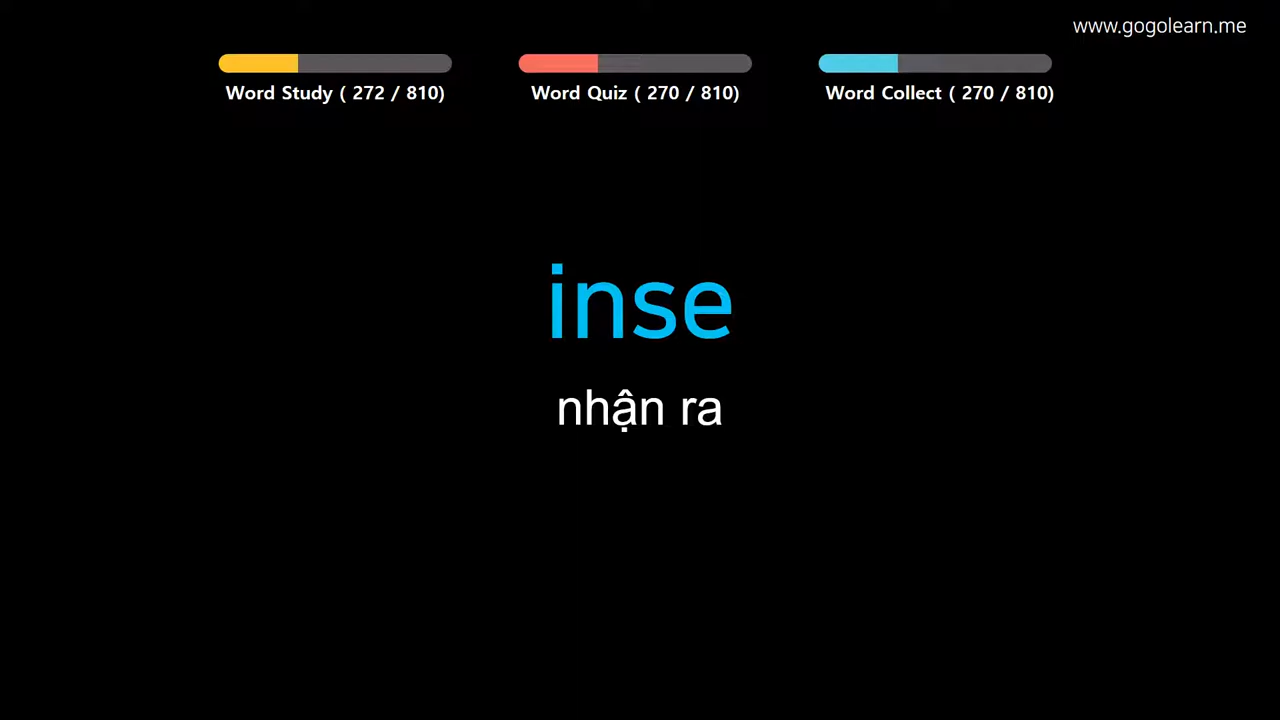 www.gogolearn.me
Word Study ( 272 / 810)
Word Quiz ( 270 / 810)
Word Collect ( 270 / 810)
inse
nhận ra